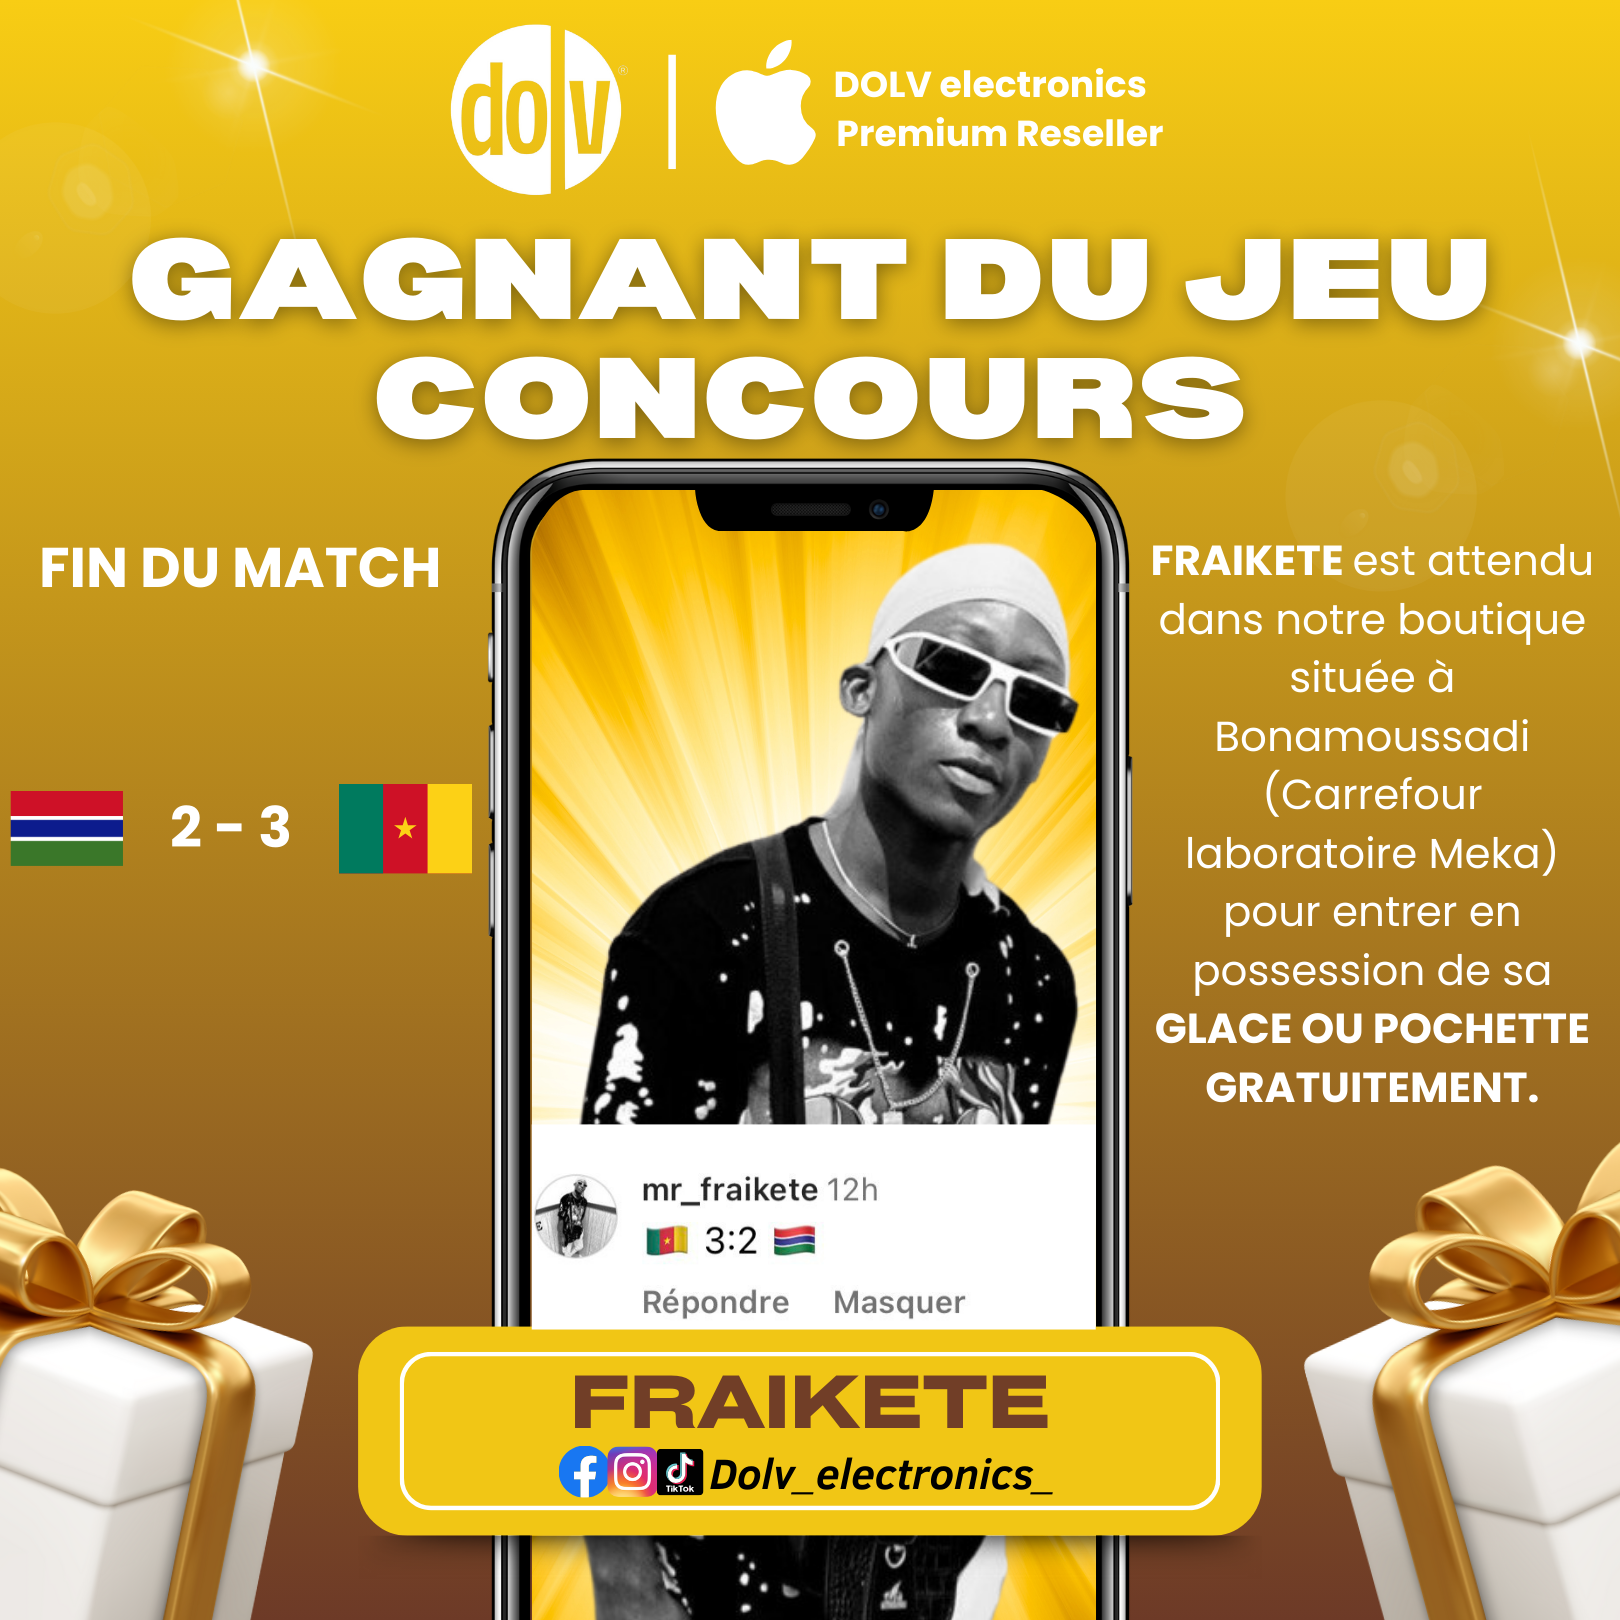 dolv®
DOLV electronics
Premium Reseller
GAGNANT DU JEU
CONCOURS
FIN DU MATCH
2 - 3
FRAIKETE est attendu
dans notre boutique
située à
Bonamoussadi
(Carrefour
laboratoire Meka)
pour entrer en
possession de sa
GLACE OU POCHETTE
GRATUITEMENT.
mr_fraikete 12h
🇨🇲 3:2 🇬🇲
Répondre Masquer
FRAIKETE
TikTok
Dolv_electronics_